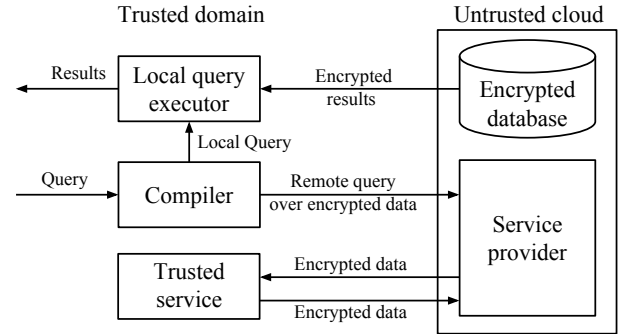 Trusted domain
Untrusted cloud
Results
Local query
executor
Encrypted
results
Encrypted
database
Local Query
Query
Compiler
Remote query
over encrypted data
Service
provider
Trusted
service
Encrypted data
Encrypted data